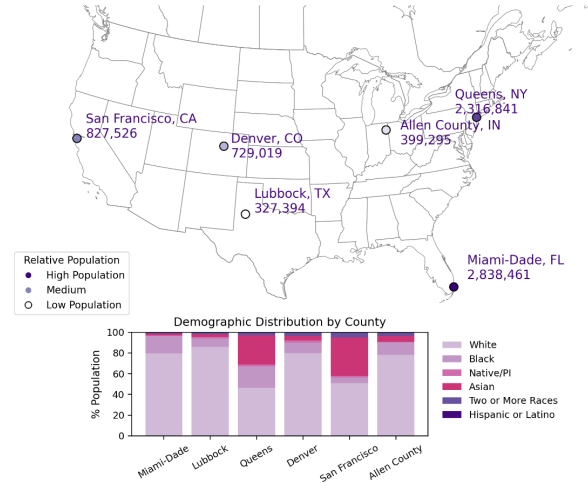 Queens, NY
2,316,841
San Francisco, CA
827,526
Allen County, IN
399,295
Denver, CO
729,019
Lubbock, TX
327,394
Miami-Dade, FL
2,838,461
Relative Population
High Population
Medium
Low Population
Demographic Distribution by County
% Population
100
80
60
40
20
0
Miami-Dade
Lubbock
Queens
Denver
San Francisco
Allen County
White
Black
Native/PI
Asian
Two or More Races
Hispanic or Latino